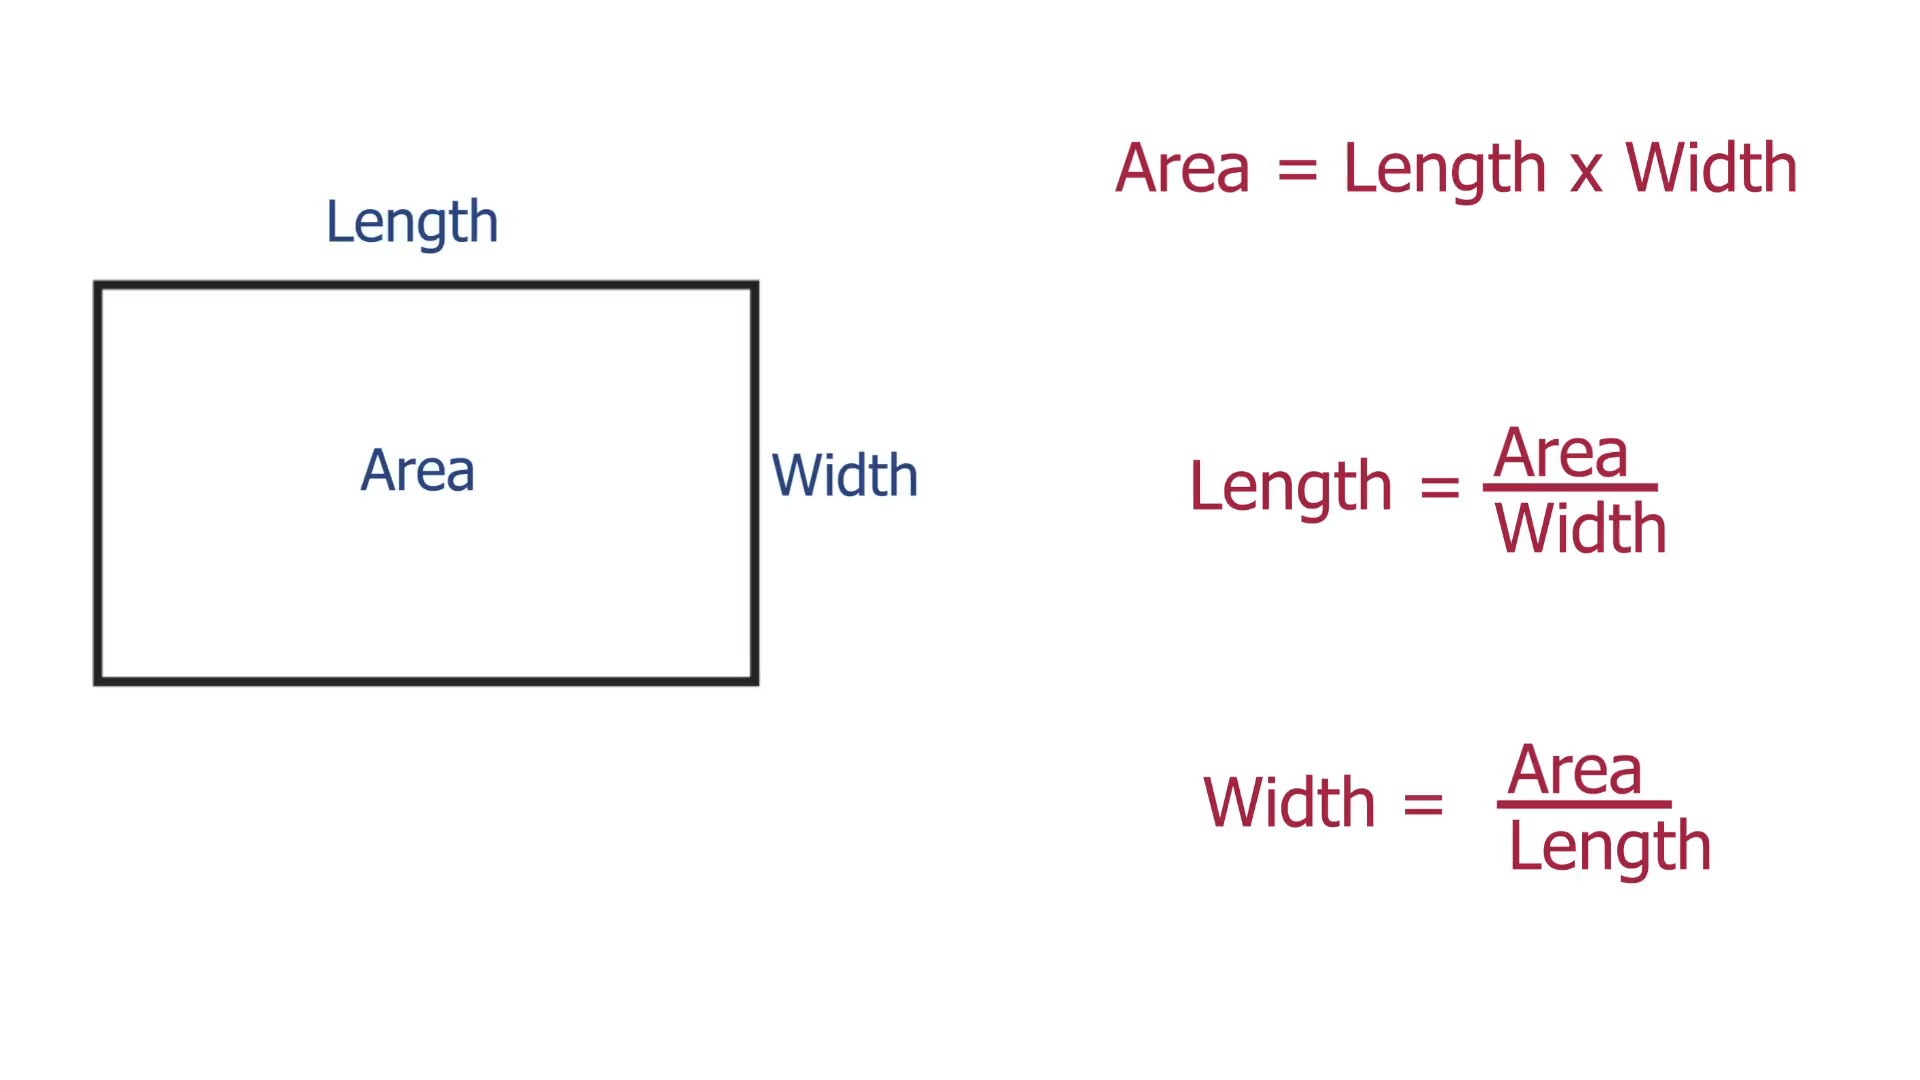 Length
Area
Width
Area = Length x Width
Length = Area
Width
Width = Area
Length